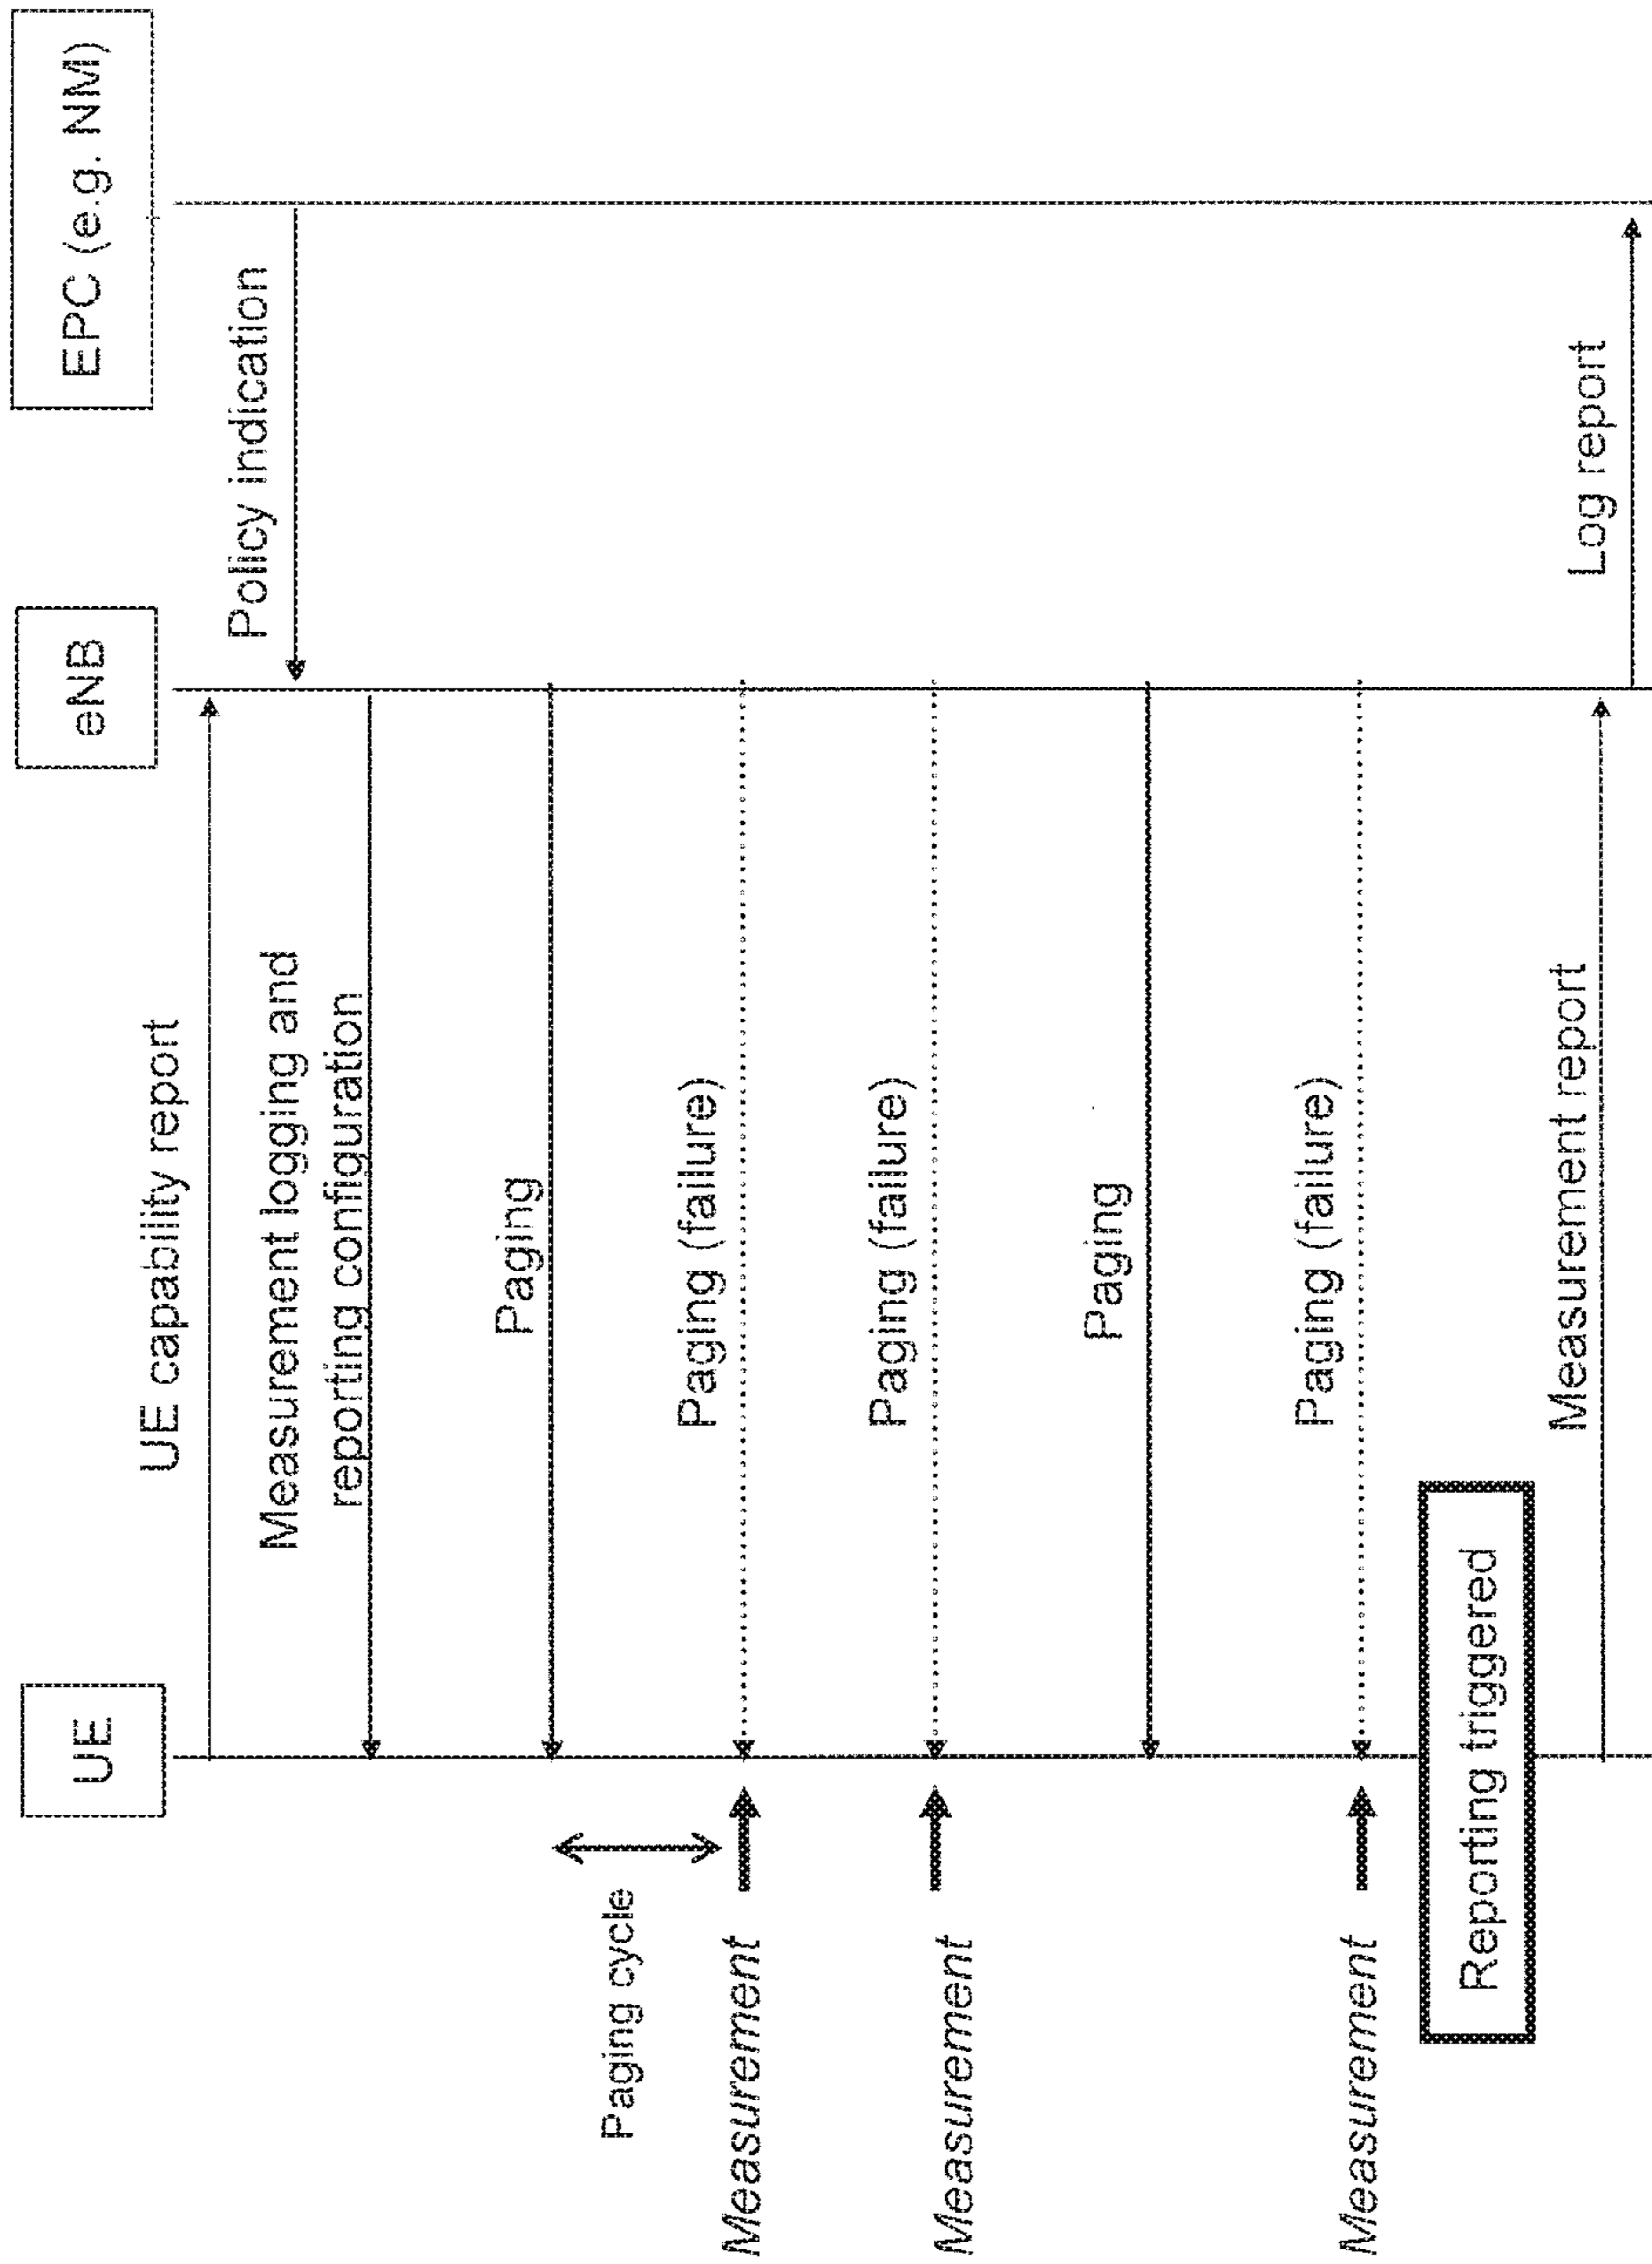 UE
eNB
EPC (e.g. NM)
UE capability report
Policy indication
Measurement logging and
reporting configuration
Paging
Paging cycle
Paging (failure)
Measurement
Paging (failure)
Measurement
Paging
Paging (failure)
Measurement
Reporting triggered
Measurement report
Log report